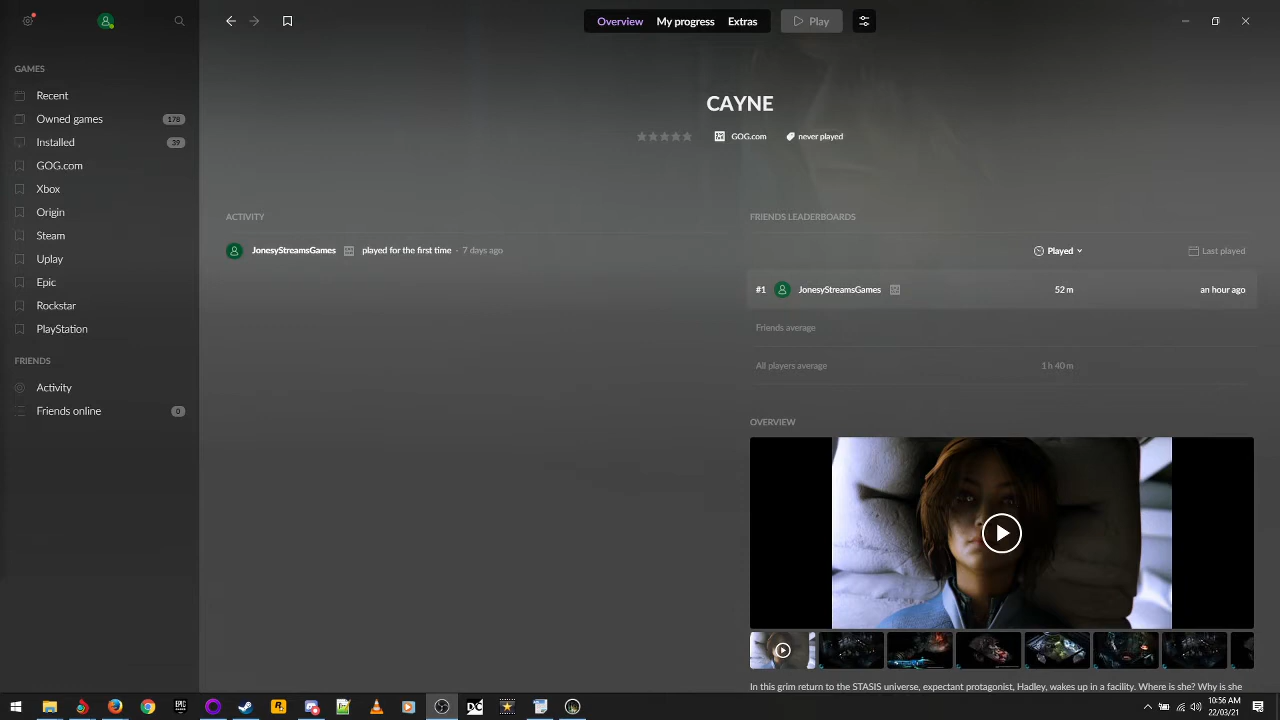 Overview My progress Extras Play
GAMES
Recent
Owned games 178
Installed 39
GOG.com
Xbox
Origin
Steam
Uplay
Epic
Rockstar
PlayStation
FRIENDS
Activity
Friends online 0
CAYNE
GOG.com never played
ACTIVITY
JonesyStreamsGames played for the first time · 7 days ago
FRIENDS LEADERBOARDS
Played Last played
#1 JonesyStreamsGames 52 m an hour ago
Friends average
All players average 1 h 40 m
OVERVIEW
In this grim return to the STASIS universe, expectant protagonist, Hadley, wakes up in a facility. Where is she? Why is she
EPIC
10:56 AM
22/03/21